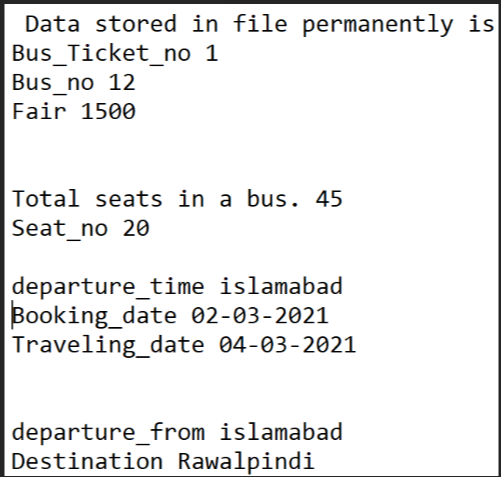 Data stored in file permanently is
Bus_Ticket_no 1
Bus_no 12
Fair 1500
Total seats in a bus. 45
Seat_no 20
departure_time islamabad
Booking_date 02-03-2021
Traveling_date 04-03-2021
departure_from islamabad
Destination Rawalpindi